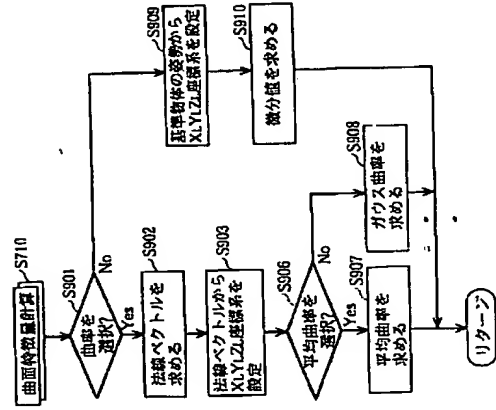 S710
曲面特徴量計算
S901
曲率を
選択?
No
Yes
S902
法線ベクトルを
求める
S903
法線ベクトルから
XLYLZL座標系を
設定
S906
平均曲率を
選択?
No
Yes
S907
平均曲率を
求める
S908
ガウス曲率を
求める
S909
基準物体の姿勢から
XLYLZL座標系を設定
S910
微分値を求める
リターン